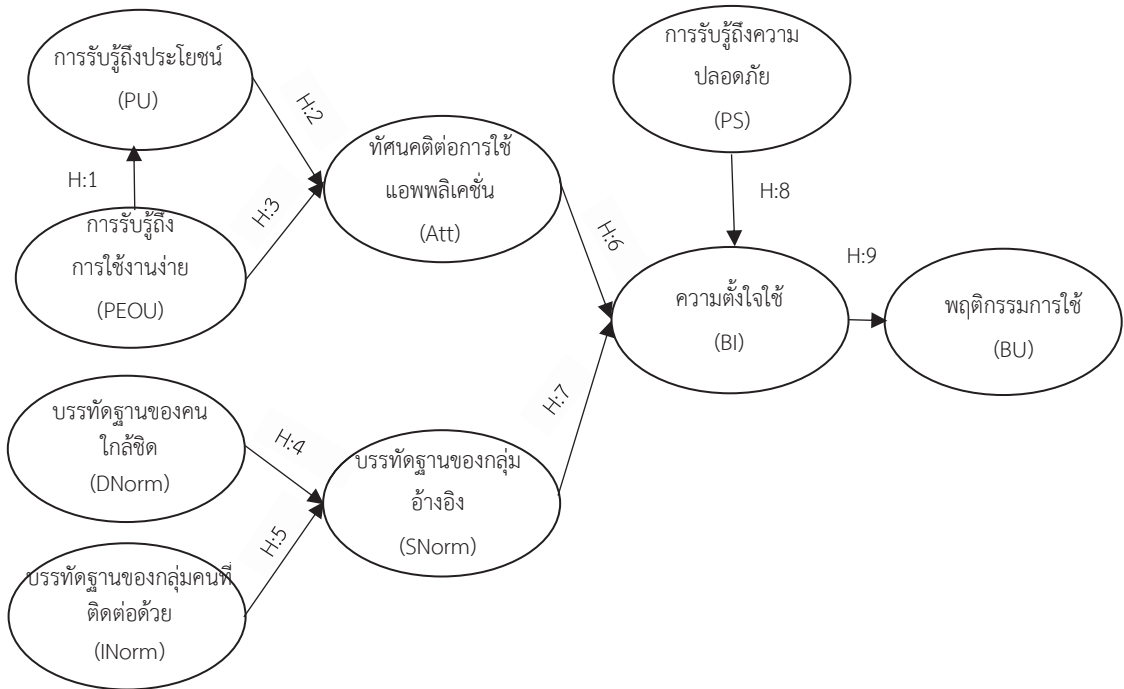 การรับรู้ถึงประโยชน์
(PU)
H:1
การรับรู้ถึง
การใช้งานง่าย
(PEOU)
H:2
H:3
ทัศนคติต่อการใช้
แอพพลิเคชั่น
(Att)
บรรทัดฐานของคน
ใกล้ชิด
(DNorm)
H:4
บรรทัดฐานของกลุ่มคนที่
ติดต่อด้วย
(INorm)
H:5
บรรทัดฐานของกลุ่ม
อ้างอิง
(SNorm)
H:6
H:7
การรับรู้ถึงความ
ปลอดภัย
(PS)
H:8
ความตั้งใจใช้
(BI)
H:9
พฤติกรรมการใช้
(BU)